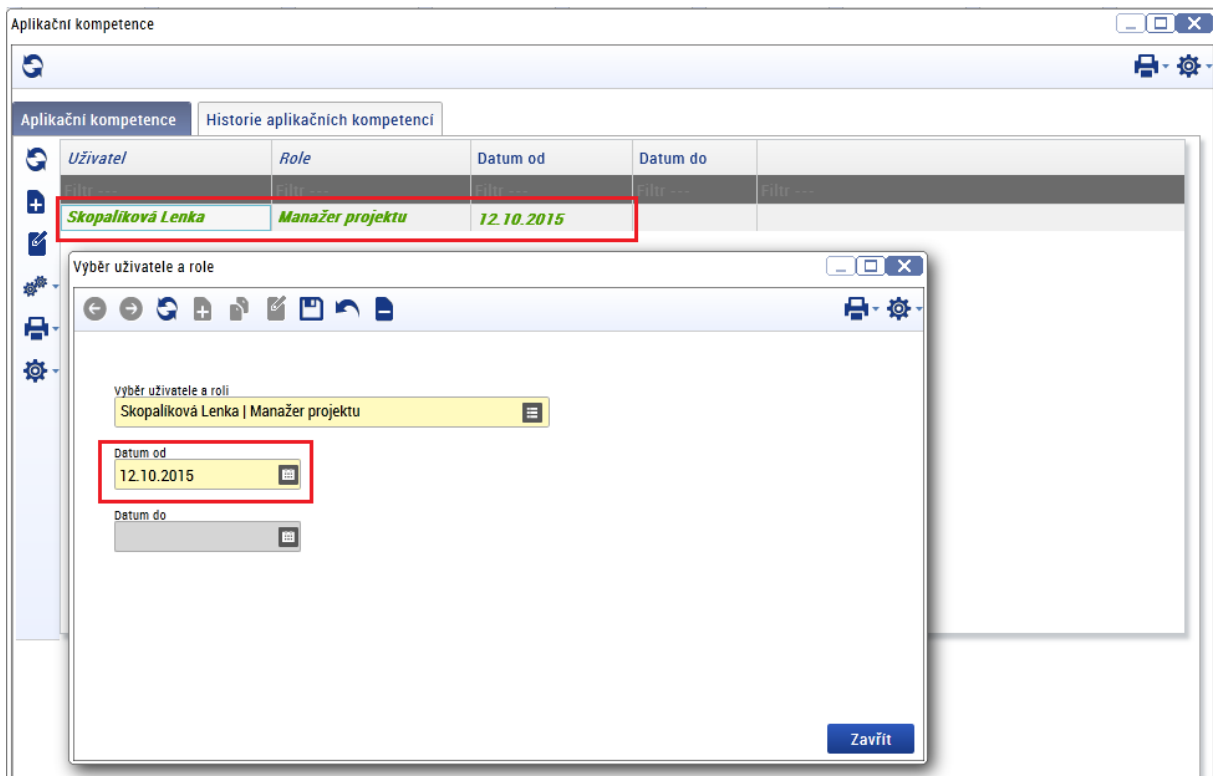 Aplikační kompetence
Aplikační kompetence Historie aplikačních kompetencí
Uživatel Role Datum od Datum do
Filtr --- Filtr --- Filtr --- Filtr --- Filtr ---
Skopalíková Lenka Manažer projektu 12.10.2015
Výběr uživatele a role
Výběr uživatele a roli
Skopalíková Lenka | Manažer projektu
Datum od
12.10.2015
Datum do
Zavřít